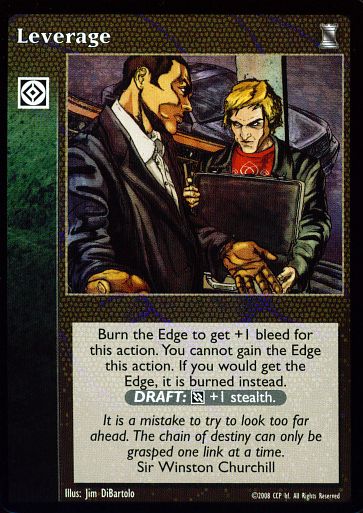 Leverage
Burn the Edge to get +1 bleed for
this action. You cannot gain the Edge
this action. If you would get the
Edge, it is burned instead.
DRAFT: +1 stealth.
It is a mistake to try to look too far
ahead. The chain of destiny can only be
grasped one link at a time.
Sir Winston Churchill
Illus: Jim DiBartolo
©2008 CCP hf. All Rights Reserved